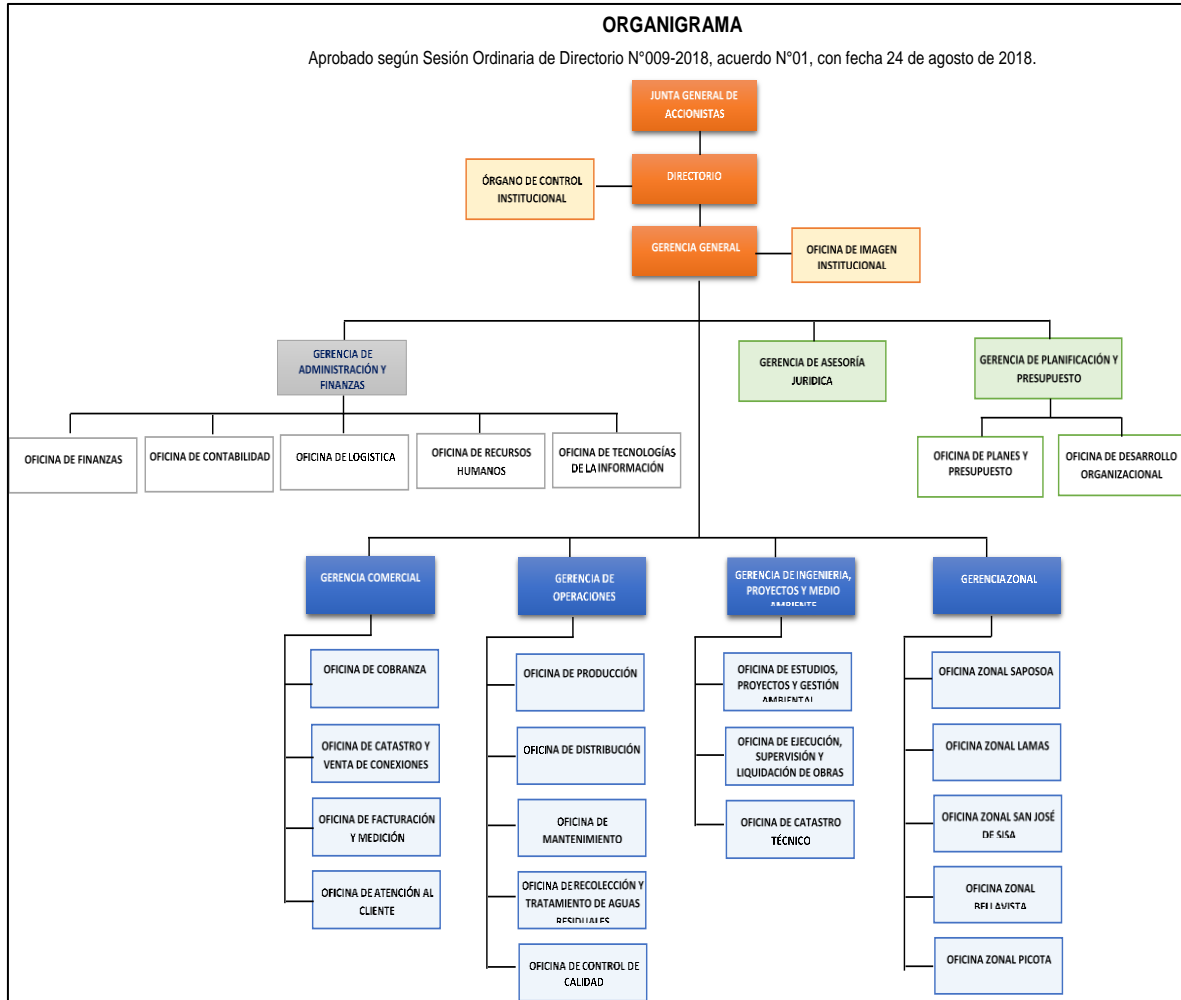 ORGANIGRAMA
Aprobado según Sesión Ordinaria de Directorio N°009-2018, acuerdo N°01, con fecha 24 de agosto de 2018.
JUNTA GENERAL DE
ACCIONISTAS
ÓRGANO DE CONTROL
INSTITUCIONAL
DIRECTORIO
GERENCIA GENERAL
OFICINA DE IMAGEN
INSTITUCIONAL
GERENCIA DE
ADMINISTRACIÓN Y
FINANZAS
GERENCIA DE ASESORÍA
JURIDICA
GERENCIA DE PLANIFICACIÓN Y
PRESUPUESTO
OFICINA DE FINANZAS
OFICINA DE CONTABILIDAD
OFICINA DE LOGISTICA
OFICINA DE RECURSOS
HUMANOS
OFICINA DE TECNOLOGÍAS
DE LA INFORMACIÓN
OFICINA DE PLANES Y
PRESUPUESTO
OFICINA DE DESARROLLO
ORGANIZACIONAL
GERENCIA COMERCIAL
OFICINA DE COBRANZA
OFICINA DE CATASTRO Y
VENTA DE CONEXIONES
OFICINA DE FACTURACIÓN
Y MEDICIÓN
OFICINA DE ATENCIÓN AL
CLIENTE
GERENCIA DE
OPERACIONES
OFICINA DE PRODUCCIÓN
OFICINA DE DISTRIBUCIÓN
OFICINA DE
MANTENIMIENTO
OFICINA DE RECOLECCIÓN Y
TRATAMIENTO DE AGUAS
RESIDUALES
OFICINA DE CONTROL DE
CALIDAD
GERENCIA DE INGENIERIA,
PROYECTOS Y MEDIO
AMBIENTE
OFICINA DE ESTUDIOS,
PROYECTOS Y GESTIÓN
AMBIENTAL
OFICINA DE EJECUCIÓN,
SUPERVISIÓN Y
LIQUIDACIÓN DE OBRAS
OFICINA DE CATASTRO
TÉCNICO
GERENCIA ZONAL
OFICINA ZONAL SAPOSOA
OFICINA ZONAL LAMAS
OFICINA ZONAL SAN JOSÉ
DE SISA
OFICINA ZONAL
BELLAVISTA
OFICINA ZONAL PICOTA